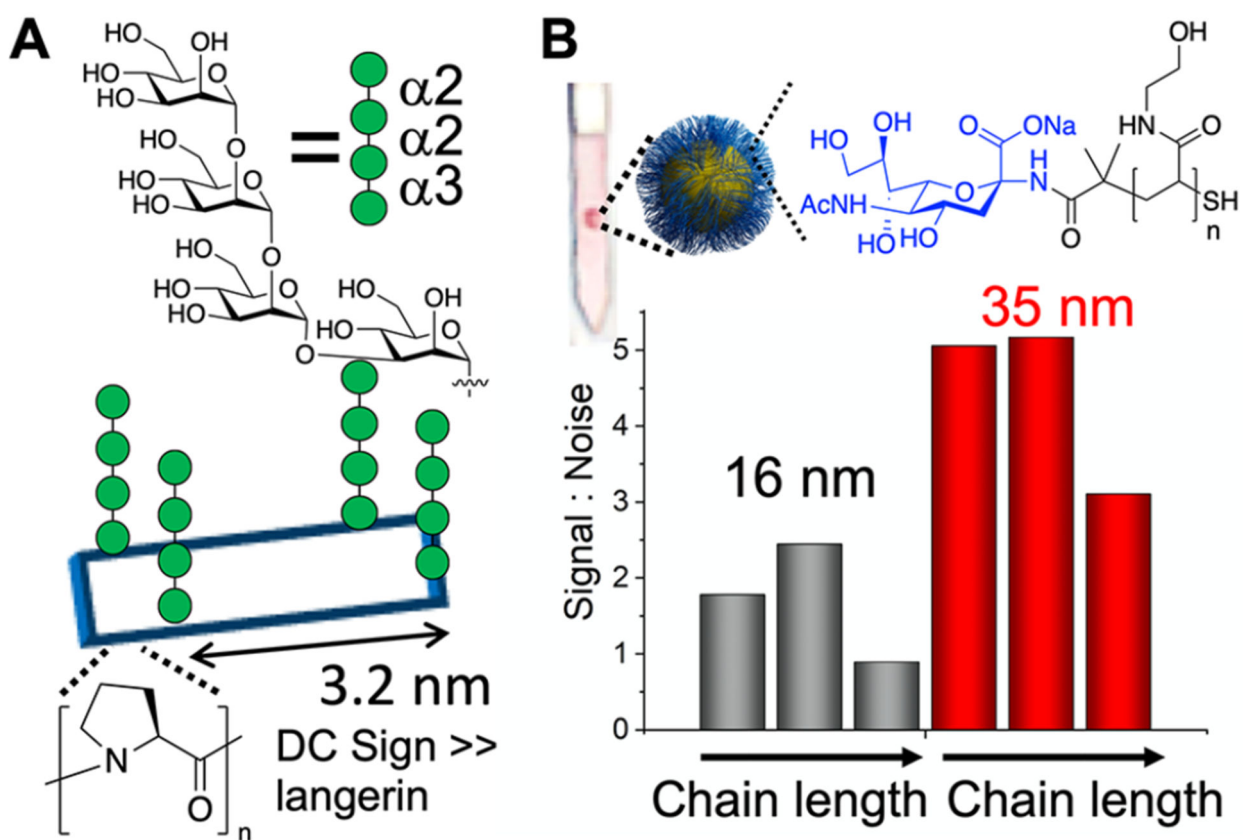 A
HO
OH
HO
O
HO
O
HO
HO
O
HO
O
HO
HO
O
HO
HO
OH
HO
O
O
=
α2
α2
α3
3.2 nm
N
O
n
DC Sign >>
langerin
B
OH
HO
OH
O
ONa
HN
O
HO
H
N
O
AcNH
HO
HO
O
n
SH
35 nm
16 nm
Signal : Noise
5
4
3
2
1
0
Chain length
Chain length